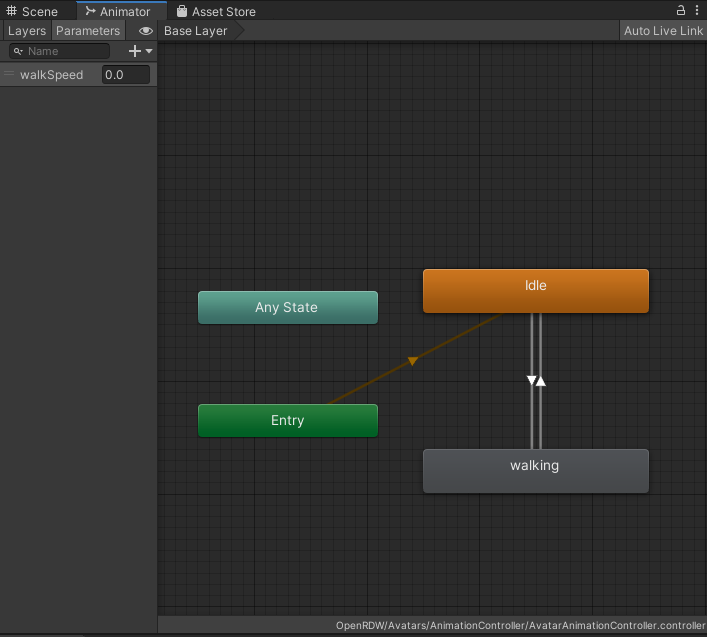 Scene Animator Asset Store
Layers Parameters Base Layer Auto Live Link
Name
walkSpeed 0.0
Idle
Any State
Entry
walking
OpenRDW/Avatars/AnimationController/AvatarAnimationController.controller